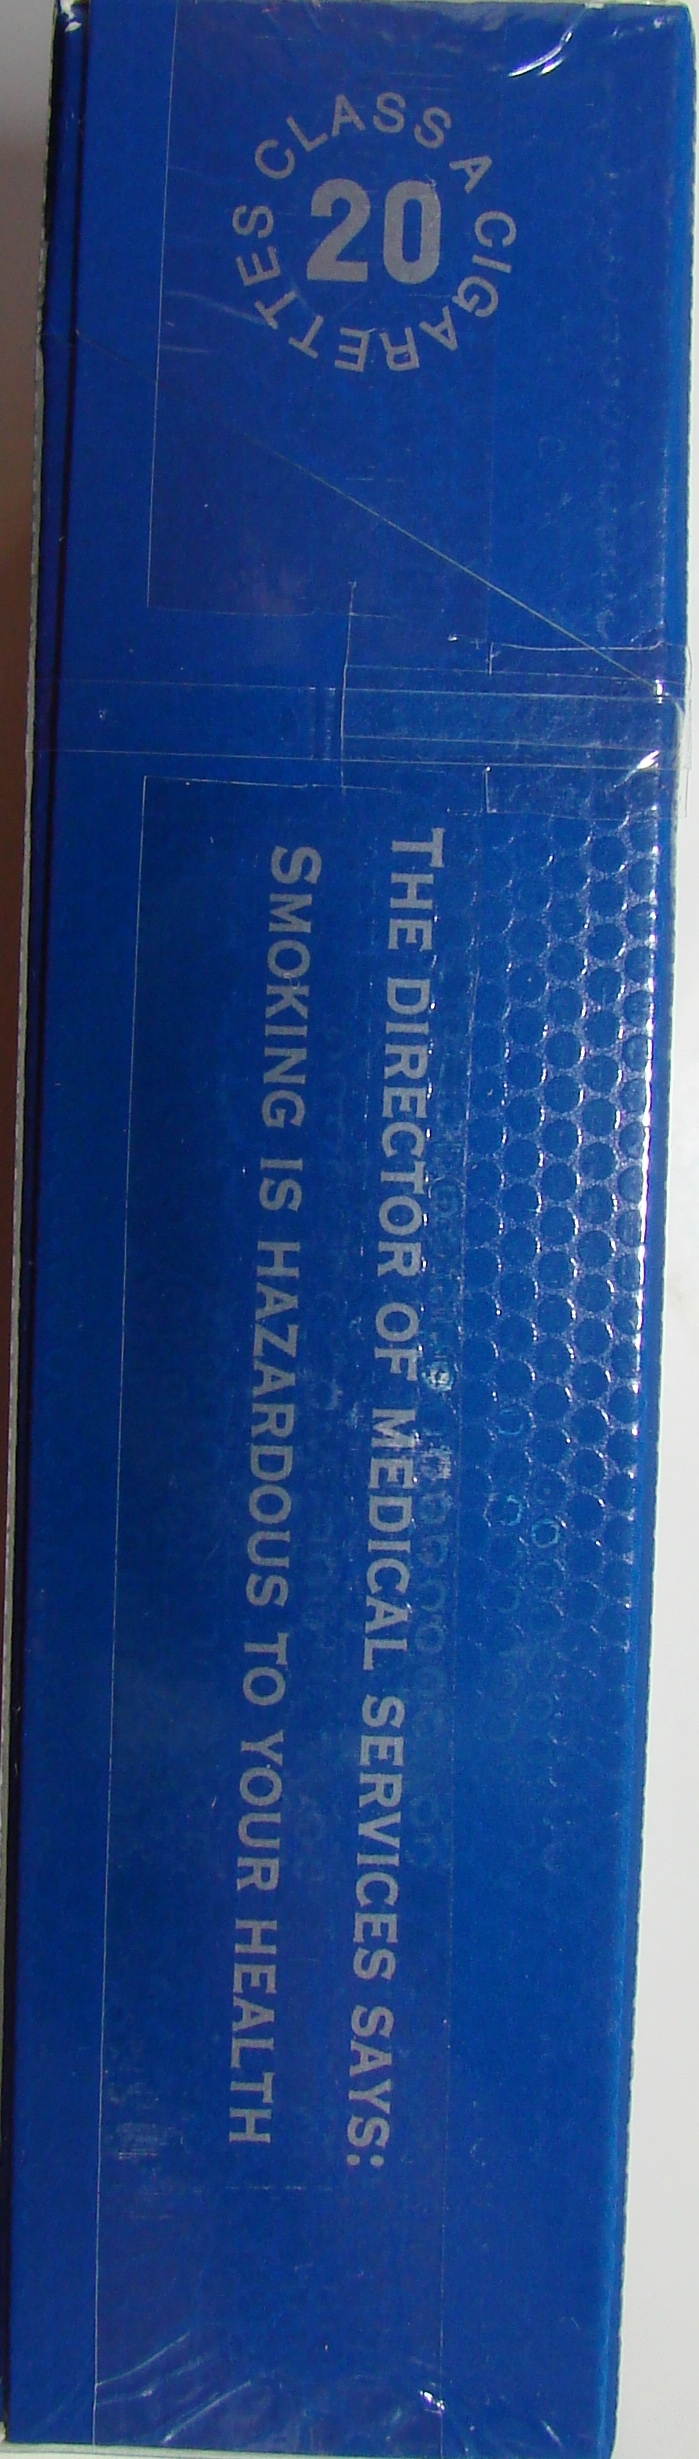 CLASS A CIGARETTES
20
THE DIRECTOR OF MEDICAL SERVICES SAYS:
SMOKING IS HAZARDOUS TO YOUR HEALTH